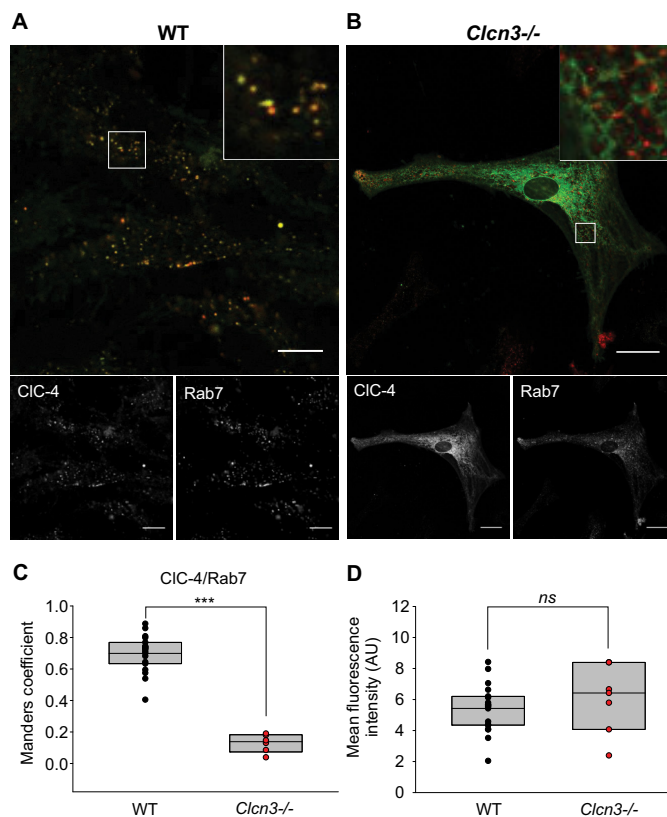 A
WT
B
Clcn3-/-
ClC-4
Rab7
ClC-4
Rab7
C
ClC-4/Rab7
***
Manders coefficient
1.0
0.8
0.6
0.4
0.2
0.0
WT
Clcn3-/-
D
ns
Mean fluorescence
intensity (AU)
12
10
8
6
4
2
0
WT
Clcn3-/-